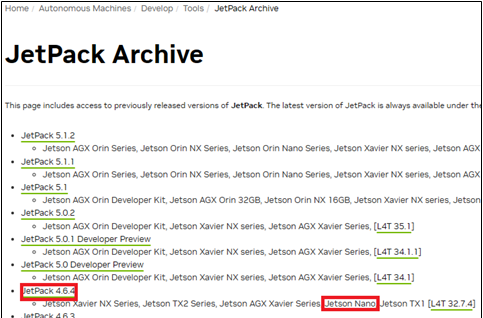 Home / Autonomous Machines / Develop / Tools / JetPack Archive
JetPack Archive
This page includes access to previously released versions of JetPack. The latest version of JetPack is always available under the
JetPack 5.1.2
Jetson AGX Orin Series, Jetson Orin NX Series, Jetson Orin Nano Series, Jetson Xavier NX series, Jetson AGX
JetPack 5.1.1
Jetson AGX Orin Series, Jetson Orin NX Series, Jetson Orin Nano Series, Jetson Xavier NX series, Jetson AGX
JetPack 5.1
Jetson AGX Orin Developer Kit, Jetson AGX Orin 32GB, Jetson Orin NX 16GB, Jetson Xavier NX series, Jetson
JetPack 5.0.2
Jetson AGX Orin Developer Kit, Jetson Xavier NX series, Jetson AGX Xavier Series, [L4T 35.1]
JetPack 5.0.1 Developer Preview
Jetson AGX Orin Developer Kit, Jetson Xavier NX series, Jetson AGX Xavier Series, [L4T 34.1.1]
JetPack 5.0 Developer Preview
Jetson AGX Orin Developer Kit, Jetson Xavier NX series, Jetson AGX Xavier Series, [L4T 34.1]
JetPack 4.6.4
Jetson Xavier NX Series, Jetson TX2 Series, Jetson AGX Xavier Series, Jetson Nano, Jetson TX1 [L4T 32.7.4]
JetPack 4.6.3